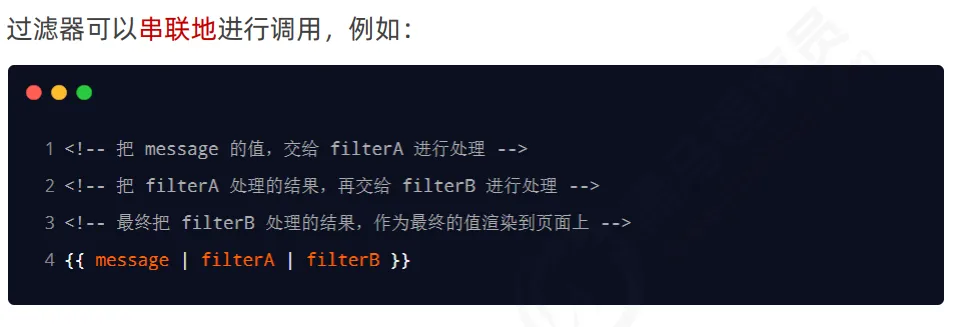 过滤器可以串联地进行调用，例如：
1 <!-- 把 message 的值，交给 filterA 进行处理 -->
2 <!-- 把 filterA 处理的结果，再交给 filterB 进行处理 -->
3 <!-- 最终把 filterB 处理的结果，作为最终的值渲染到页面上 -->
4 {{ message | filterA | filterB }}